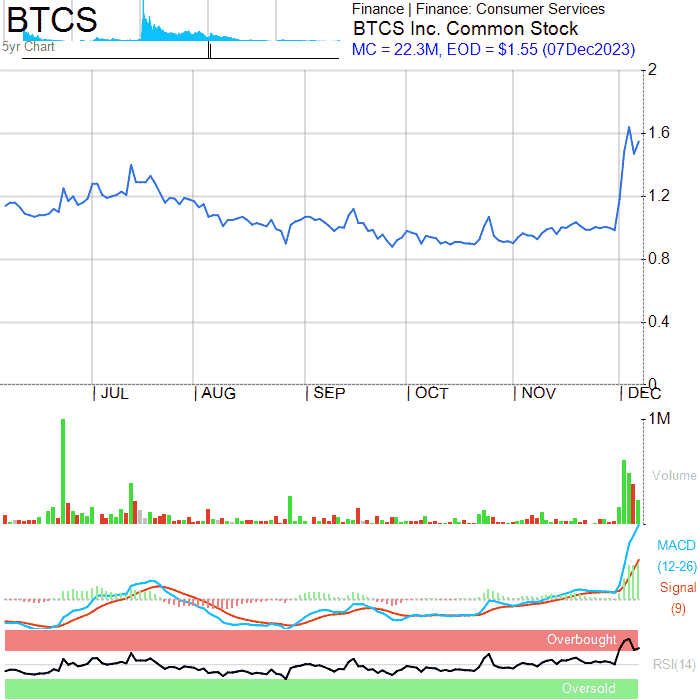 BTCS
5yr Chart
Finance | Finance: Consumer Services
BTCS Inc. Common Stock
MC = 22.3M, EOD = $1.55 (07Dec2023)
2
1.6
1.2
0.8
0.4
0
JUL
AUG
SEP
OCT
NOV
DEC
1M
Volume
MACD
(12-26)
Signal
(9)
Overbought
RSI(14)
Oversold